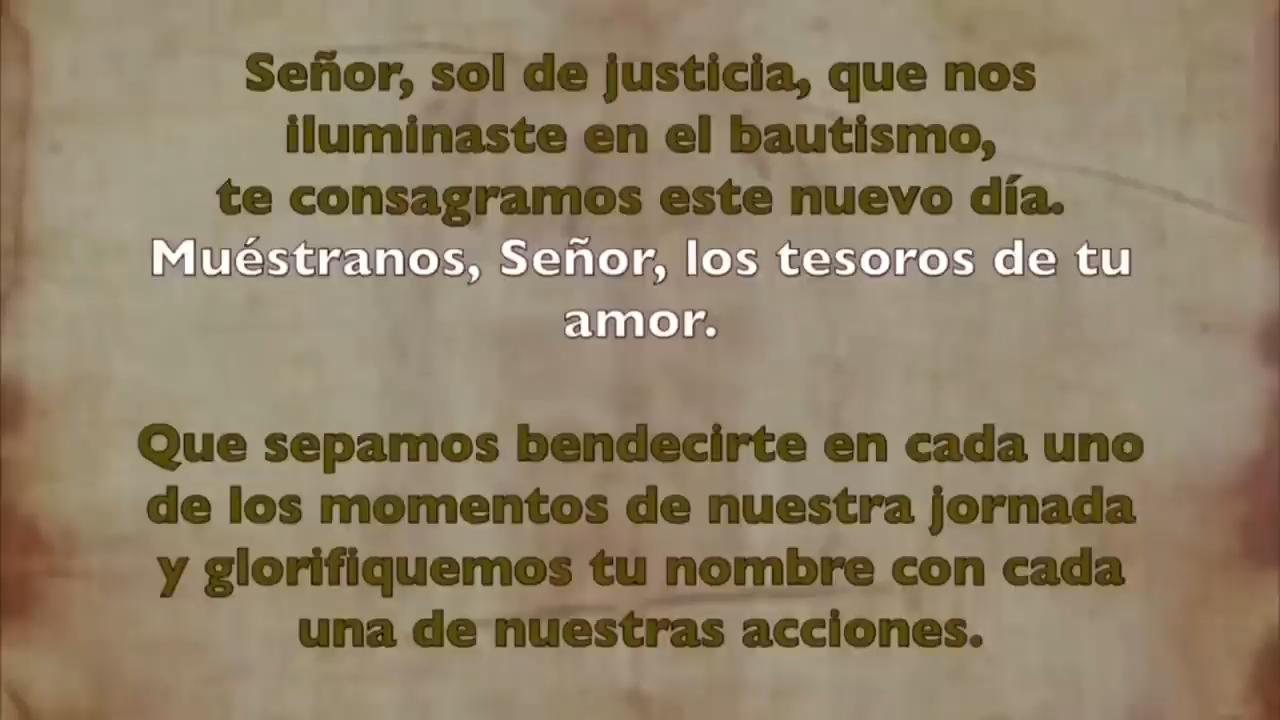 Señor, sol de justicia, que nos
iluminaste en el bautismo,
te consagramos este nuevo día.
Muéstranos, Señor, los tesoros de tu
amor.
Que sepamos bendecirte en cada uno
de los momentos de nuestra jornada
y glorifiquemos tu nombre con cada
una de nuestras acciones.